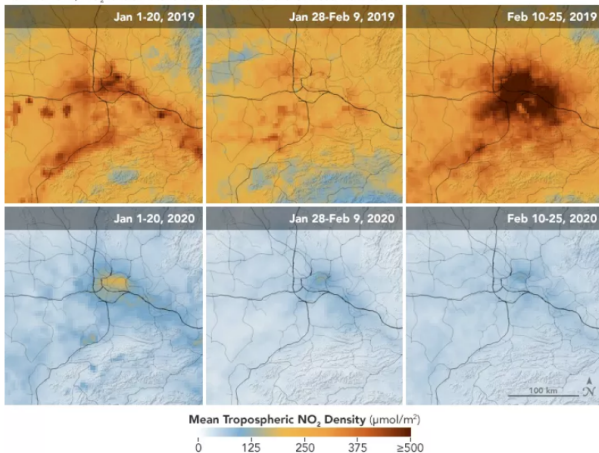 Jan 1-20, 2019
Jan 28-Feb 9, 2019
Feb 10-25, 2019
Jan 1-20, 2020
Jan 28-Feb 9, 2020
Feb 10-25, 2020
100 km
N
Mean Tropospheric NO₂ Density (µmol/m²)
0 125 250 375 ≥500